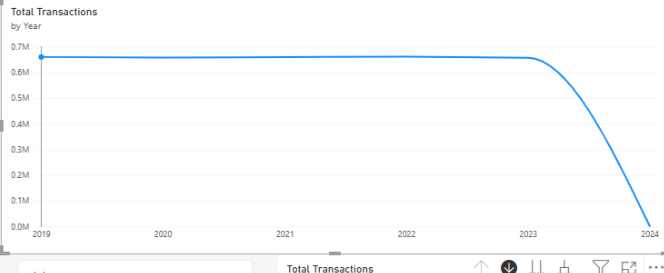 Total Transactions
by Year
0.7M
0.6M
0.5M
0.4M
0.3M
0.2M
0.1M
0.0M
2019 2020 2021 2022 2023 2024
Total Transactions